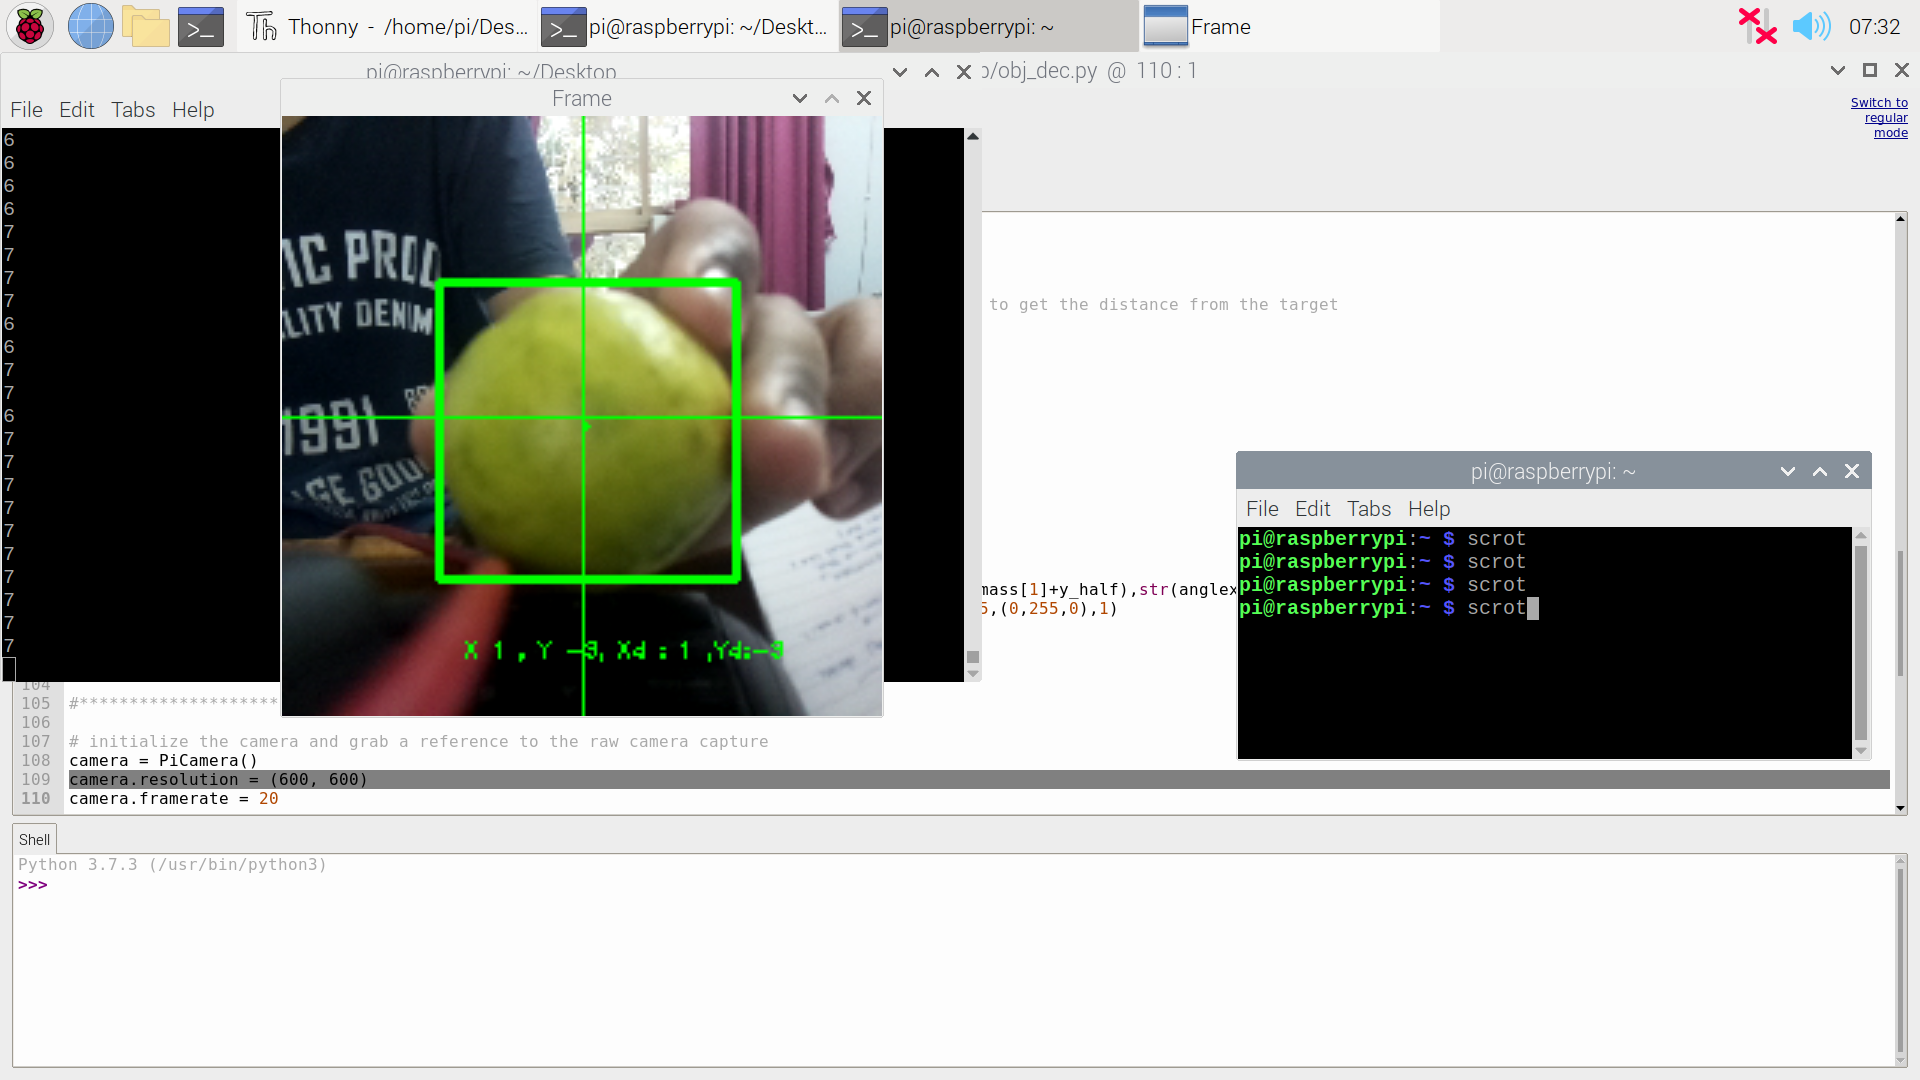 Thonny - /home/pi/Des...
pi@raspberrypi: ~/Deskt...
pi@raspberrypi: ~
Frame
07:32
pi@raspberrypi: ~/Desktop
o/obj_dec.py @ 110 : 1
Switch to
regular
mode
File Edit Tabs Help
6
6
6
6
7
7
7
7
6
6
7
7
6
7
7
7
7
7
7
7
7
7
7
Frame
IC PROD
LITY DENIM
1991
GE GOO
X 1 , Y -3, Xd : 1 ,Yd:-3
to get the distance from the target
mass[1]+y_half),str(anglex
5,(0,255,0),1)
pi@raspberrypi: ~
File Edit Tabs Help
pi@raspberrypi:~ $ scrot
pi@raspberrypi:~ $ scrot
pi@raspberrypi:~ $ scrot
pi@raspberrypi:~ $ scrot
104
105 #*********************
106
107 # initialize the camera and grab a reference to the raw camera capture
108 camera = PiCamera()
109 camera.resolution = (600, 600)
110 camera.framerate = 20
Shell
Python 3.7.3 (/usr/bin/python3)
>>>